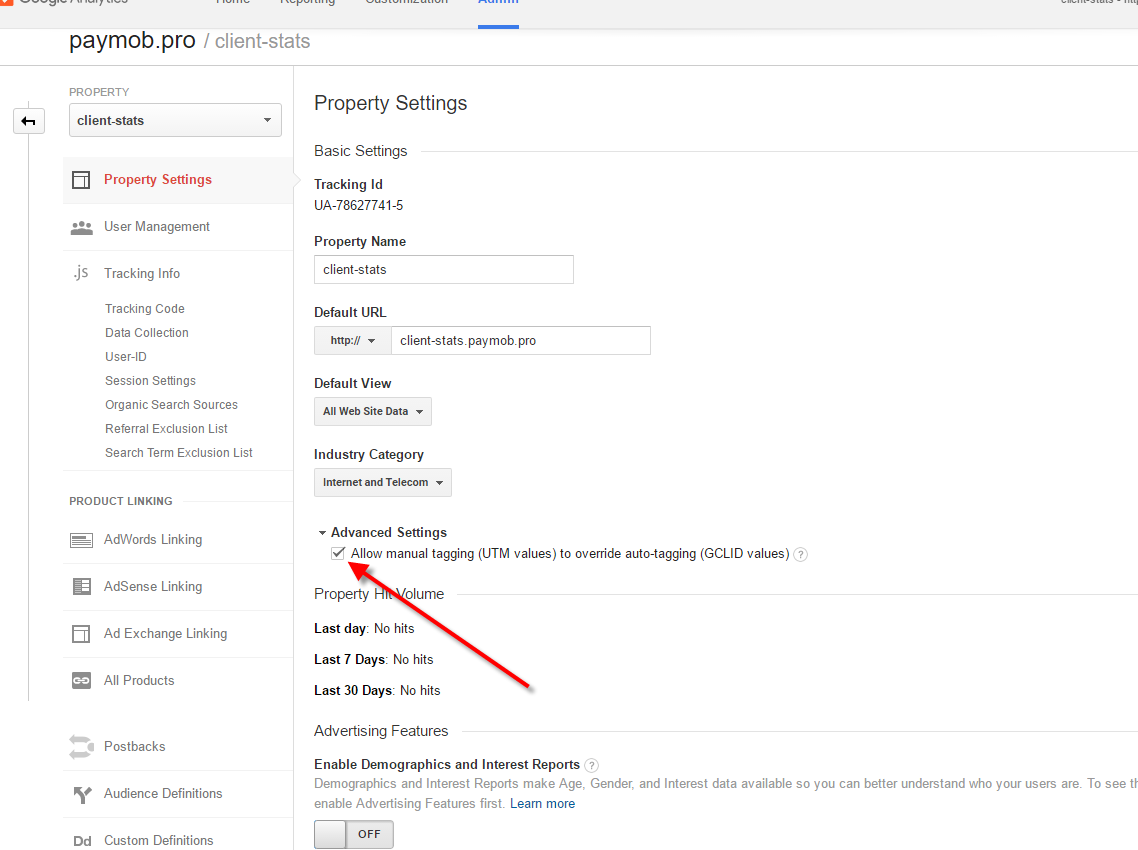 Google Analytics
Home Reporting Customization Admin
client-stats - http
paymob.pro / client-stats
PROPERTY
client-stats
Property Settings
User Management
.js Tracking Info
Tracking Code
Data Collection
User-ID
Session Settings
Organic Search Sources
Referral Exclusion List
Search Term Exclusion List
PRODUCT LINKING
AdWords Linking
AdSense Linking
Ad Exchange Linking
All Products
Postbacks
Audience Definitions
Dd Custom Definitions
Property Settings
Basic Settings
Tracking Id
UA-78627741-5
Property Name
client-stats
Default URL
http:// client-stats.paymob.pro
Default View
All Web Site Data
Industry Category
Internet and Telecom
Advanced Settings
Allow manual tagging (UTM values) to override auto-tagging (GCLID values) ?
Property Hit Volume
Last day: No hits
Last 7 Days: No hits
Last 30 Days: No hits
Advertising Features
Enable Demographics and Interest Reports ?
Demographics and Interest Reports make Age, Gender, and Interest data available so you can better understand who your users are. To see th
enable Advertising Features first. Learn more
OFF